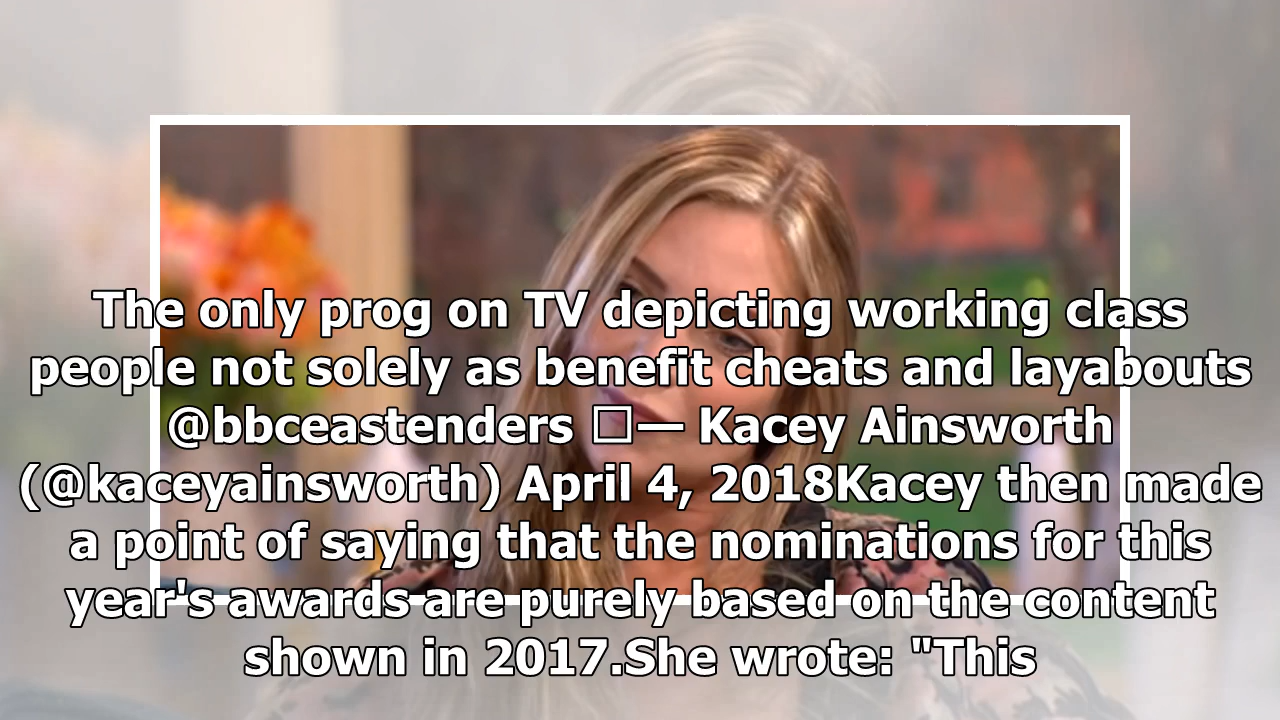 The only prog on TV depicting working class
people not solely as benefit cheats and layabouts
@bbceastenders □— Kacey Ainsworth
(@kaceyainsworth) April 4, 2018Kacey then made
a point of saying that the nominations for this
year's awards are purely based on the content
shown in 2017.She wrote: "This